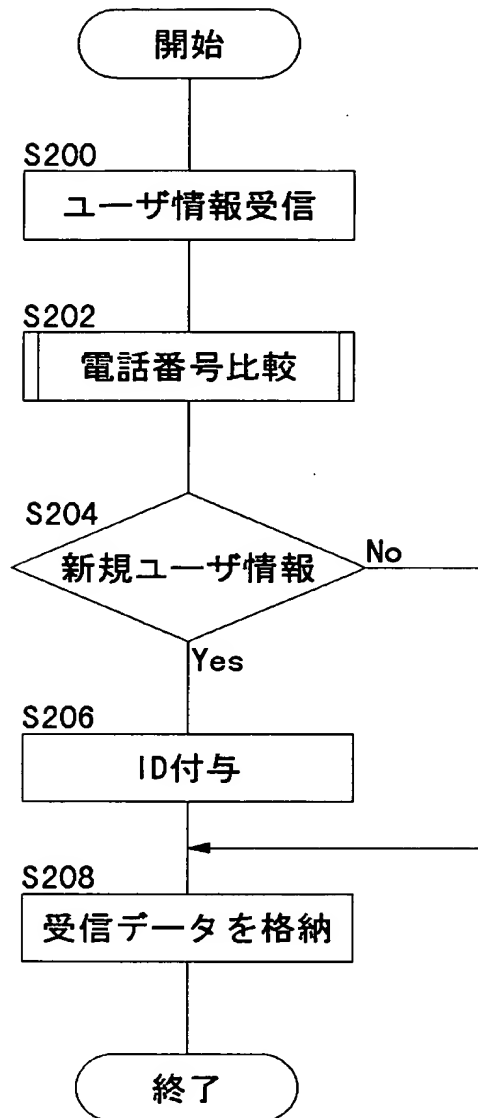 開始
S200
ユーザ情報受信
S202
電話番号比較
S204
新規ユーザ情報
No
Yes
S206
ID付与
S208
受信データを格納
終了